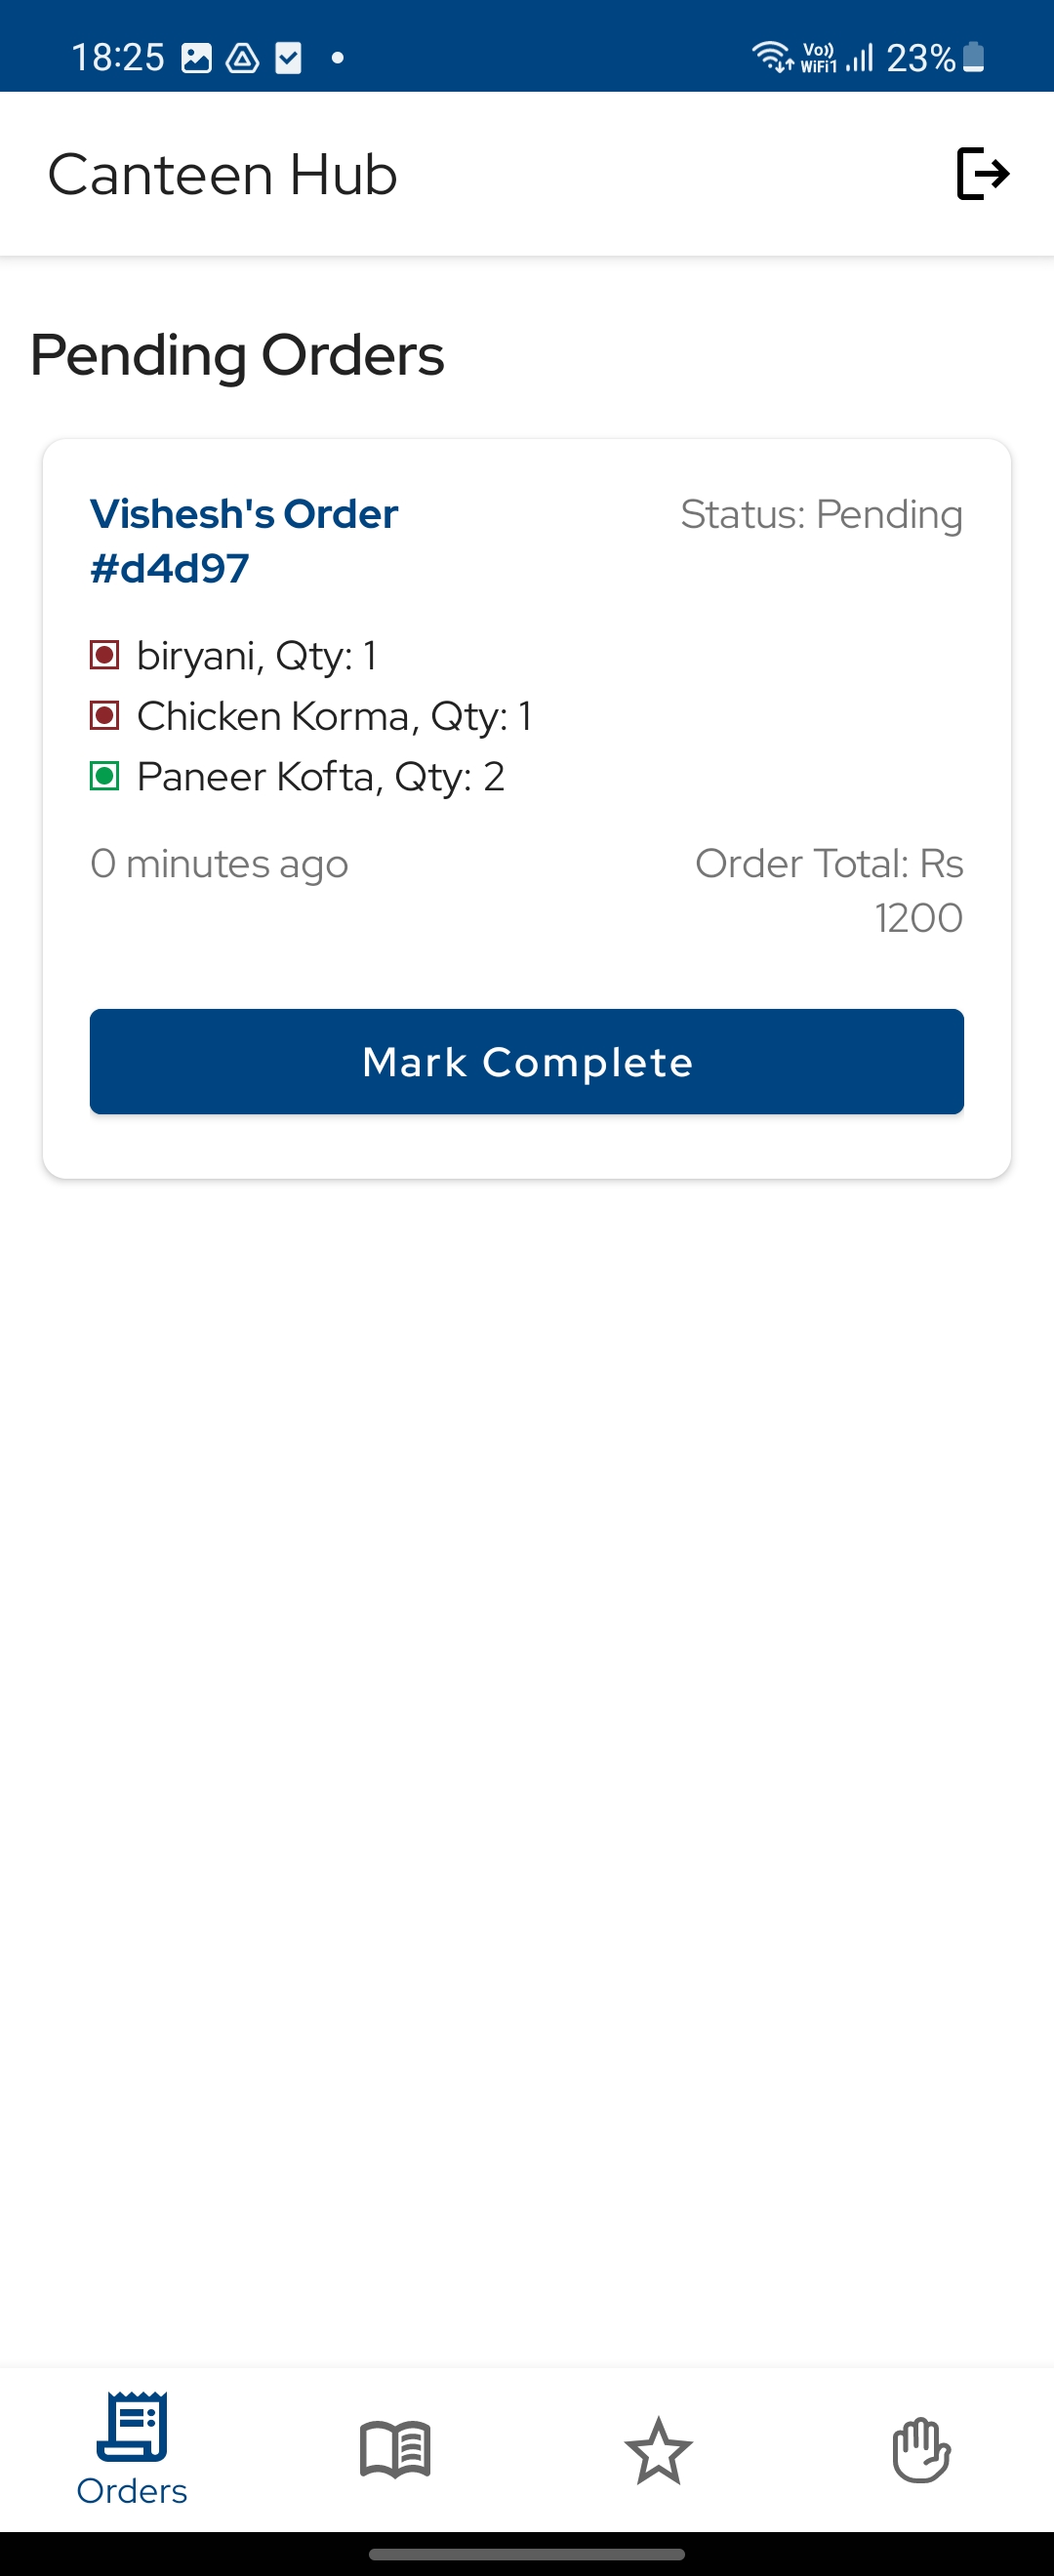 18:25
Vo)) WiFi1 23%
Canteen Hub
Pending Orders
Vishesh's Order
#d4d97
Status: Pending
biryani, Qty: 1
Chicken Korma, Qty: 1
Paneer Kofta, Qty: 2
0 minutes ago
Order Total: Rs
1200
Mark Complete
Orders